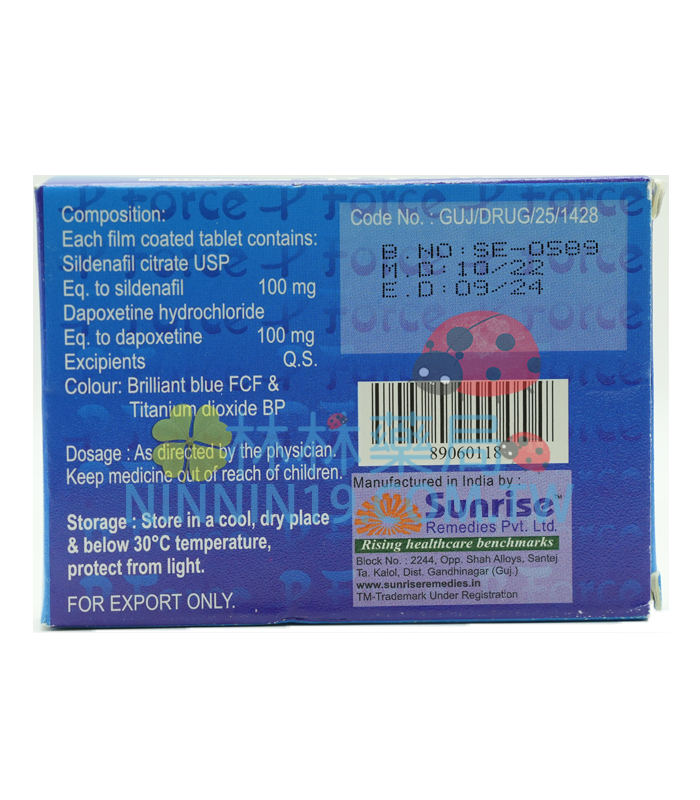 Composition:
Each film coated tablet contains:
Sildenafil citrate USP
Eq. to sildenafil 100 mg
Dapoxetine hydrochloride
Eq. to dapoxetine 100 mg
Excipients Q.S.
Colour: Brilliant blue FCF &
Titanium dioxide BP
Dosage : As directed by the physician.
Keep medicine out of reach of children.
Storage : Store in a cool, dry place
& below 30°C temperature,
protect from light.
FOR EXPORT ONLY.
Code No. : GUJ/DRUG/25/1428
B.NO:SE-0589
M.D:10/22
E.D:09/24
89060118
Manufactured in India by :
Sunrise™
Remedies Pvt. Ltd.
Rising healthcare benchmarks
Block No. : 2244, Opp. Shah Alloys, Santej
Ta. Kalol, Dist. Gandhinagar (Guj.)
www.sunriseremedies.in
TM-Trademark Under Registration
林林藥局
NINNIN19
force